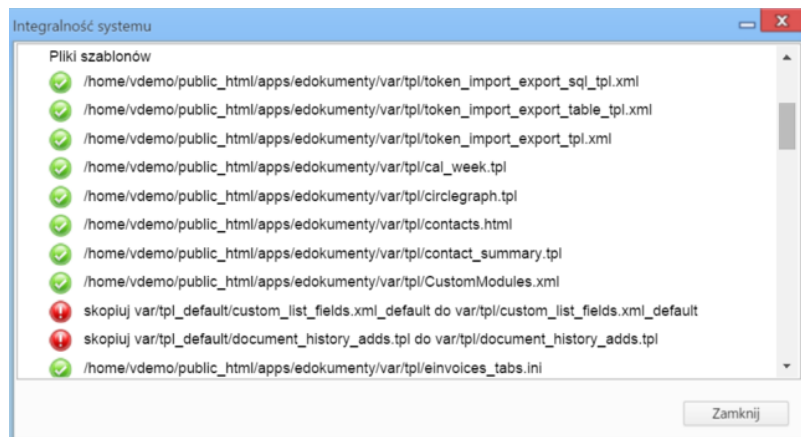 Integralność systemu
Pliki szablonów
/home/vdemo/public_html/apps/edokumenty/var/tpl/token_import_export_sql_tpl.xml
/home/vdemo/public_html/apps/edokumenty/var/tpl/token_import_export_table_tpl.xml
/home/vdemo/public_html/apps/edokumenty/var/tpl/token_import_export_tpl.xml
/home/vdemo/public_html/apps/edokumenty/var/tpl/cal_week.tpl
/home/vdemo/public_html/apps/edokumenty/var/tpl/circlegraph.tpl
/home/vdemo/public_html/apps/edokumenty/var/tpl/contacts.html
/home/vdemo/public_html/apps/edokumenty/var/tpl/contact_summary.tpl
/home/vdemo/public_html/apps/edokumenty/var/tpl/CustomModules.xml
skopiuj var/tpl_default/custom_list_fields.xml_default do var/tpl/custom_list_fields.xml_default
skopiuj var/tpl_default/document_history_adds.tpl do var/tpl/document_history_adds.tpl
/home/vdemo/public_html/apps/edokumenty/var/tpl/einvoices_tabs.ini
Zamknij